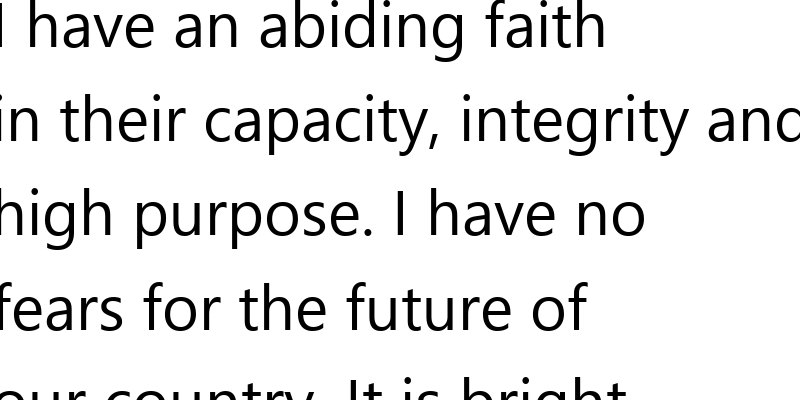 I have an abiding faith
in their capacity, integrity and
high purpose. I have no
fears for the future of
our country. It is bright